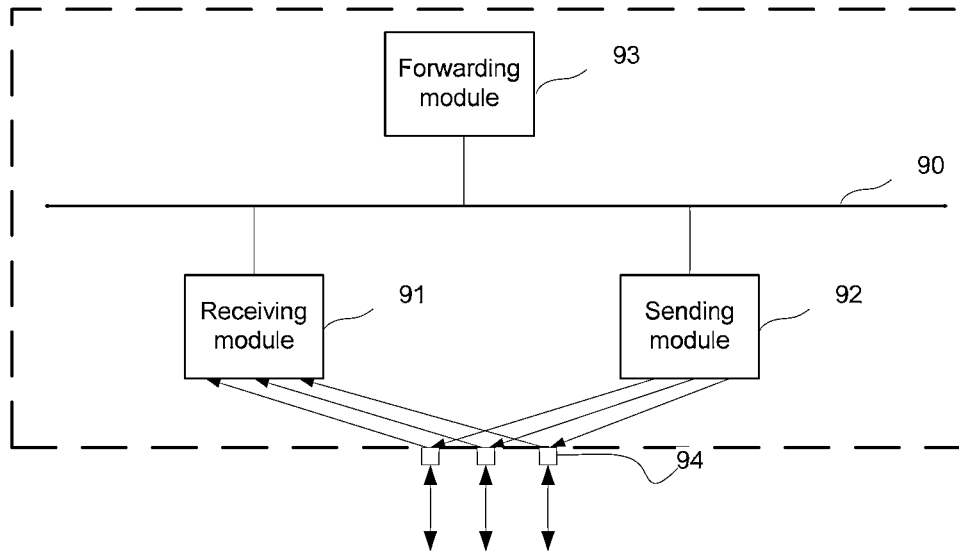 Forwarding
module
93
90
Receiving
module
91
Sending
module
92
94